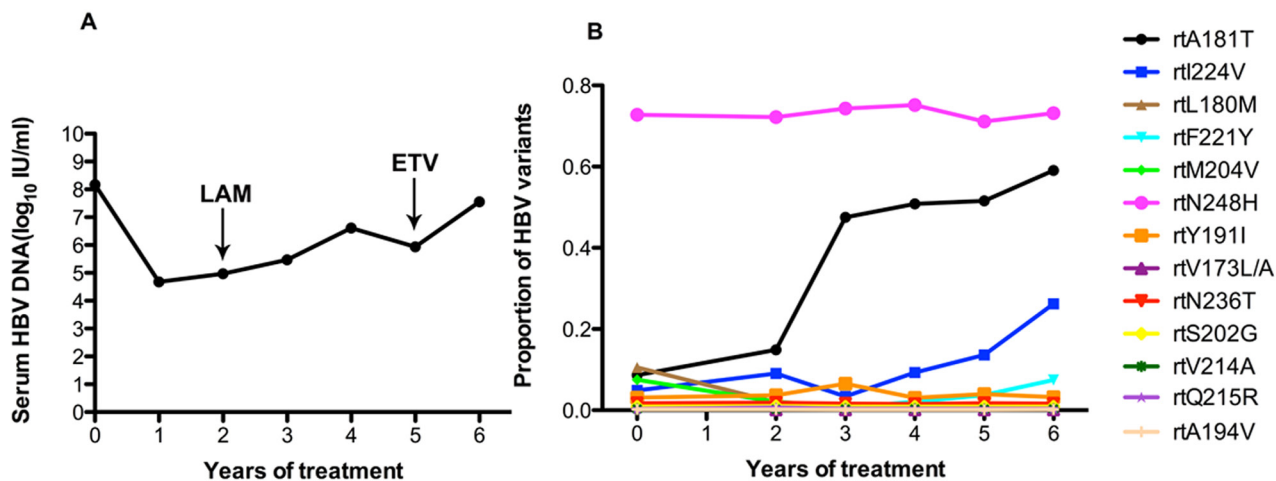 A
Serum HBV DNA(log10 IU/ml)
10
9
8
7
6
5
4
3
2
1
0
LAM
ETV
0 1 2 3 4 5 6
Years of treatment
B
Proportion of HBV variants
0.8
0.6
0.4
0.2
0.0
0 1 2 3 4 5 6
Years of treatment
rtA181T
rtI224V
rtL180M
rtF221Y
rtM204V
rtN248H
rtY191I
rtV173L/A
rtN236T
rtS202G
rtV214A
rtQ215R
rtA194V